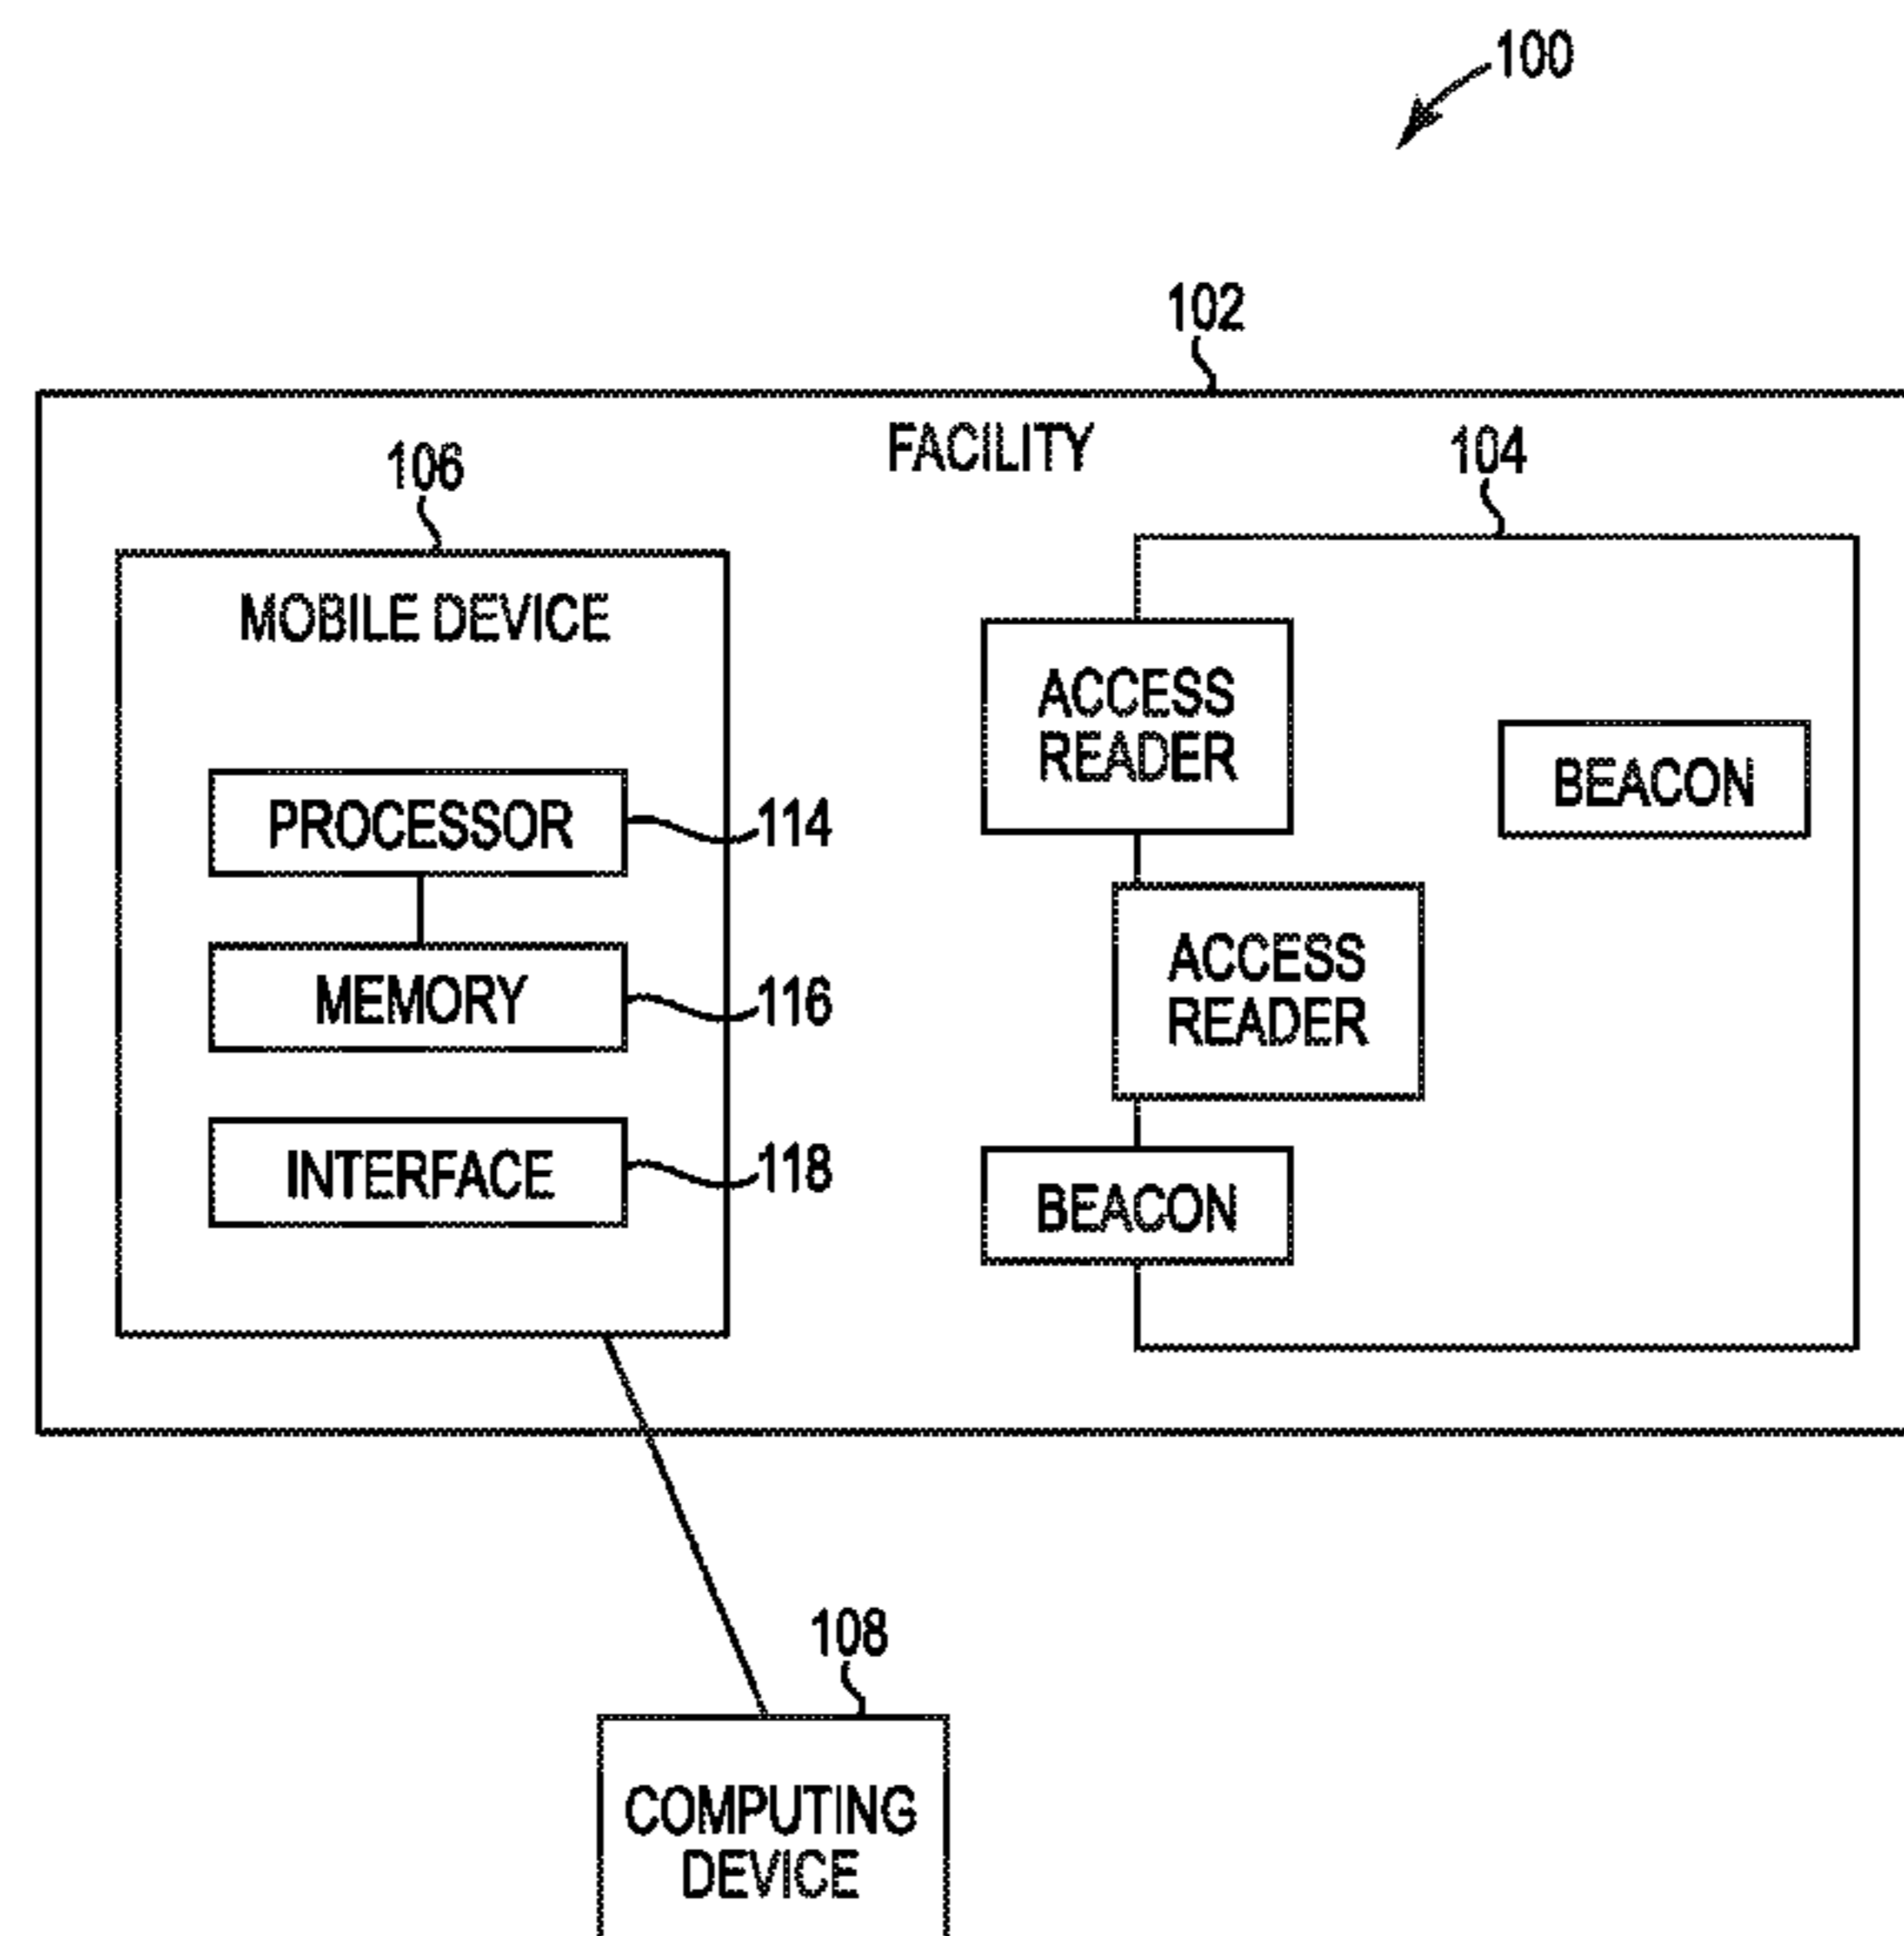 100
102
FACILITY
106
104
MOBILE DEVICE
ACCESS
READER
BEACON
PROCESSOR
114
ACCESS
READER
MEMORY
116
BEACON
INTERFACE
118
108
COMPUTING
DEVICE